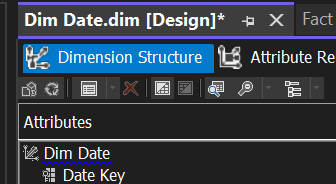 Dim Date.dim [Design]* Fact
Dimension Structure Attribute Re
Attributes
Dim Date
Date Key